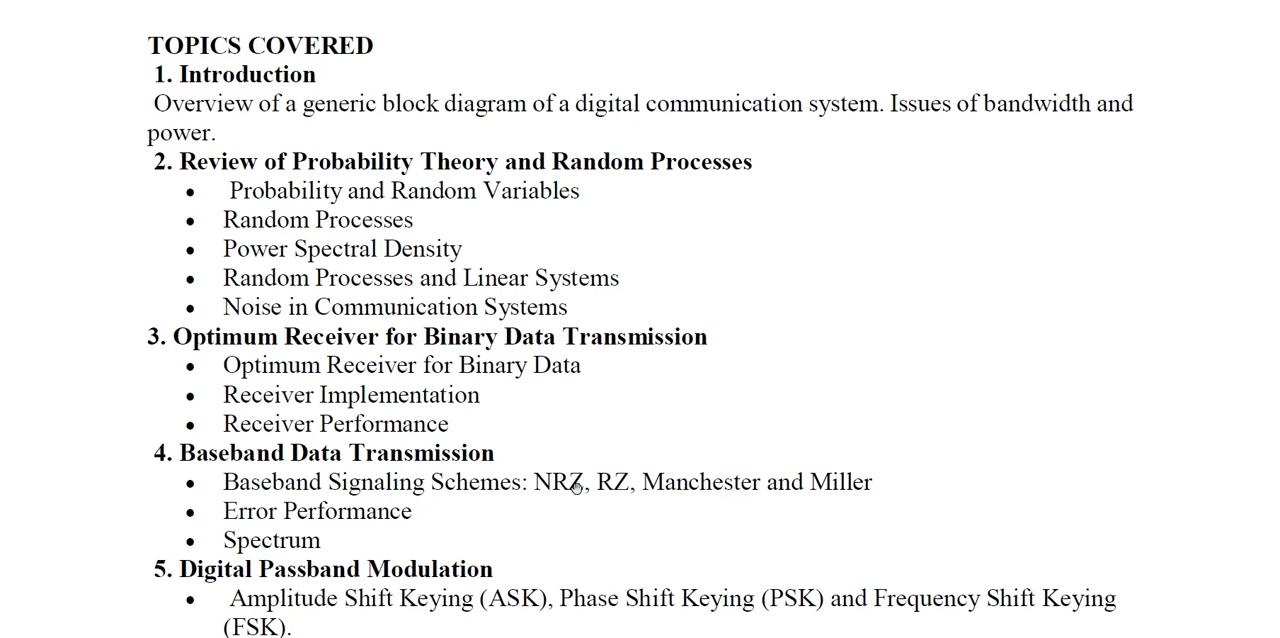 TOPICS COVERED
1. Introduction
Overview of a generic block diagram of a digital communication system. Issues of bandwidth and
power.
2. Review of Probability Theory and Random Processes
• Probability and Random Variables
• Random Processes
• Power Spectral Density
• Random Processes and Linear Systems
• Noise in Communication Systems
3. Optimum Receiver for Binary Data Transmission
• Optimum Receiver for Binary Data
• Receiver Implementation
• Receiver Performance
4. Baseband Data Transmission
• Baseband Signaling Schemes: NRZ, RZ, Manchester and Miller
• Error Performance
• Spectrum
5. Digital Passband Modulation
• Amplitude Shift Keying (ASK), Phase Shift Keying (PSK) and Frequency Shift Keying
(FSK).